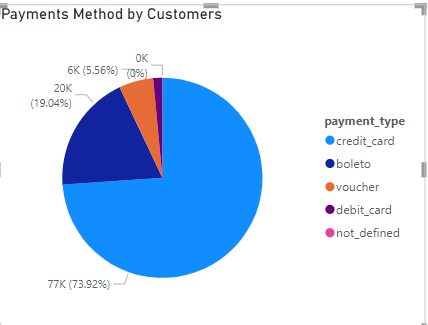 Payments Method by Customers
0K
(0%)
6K (5.56%)
20K
(19.04%)
77K (73.92%)
payment_type
credit_card
boleto
voucher
debit_card
not_defined